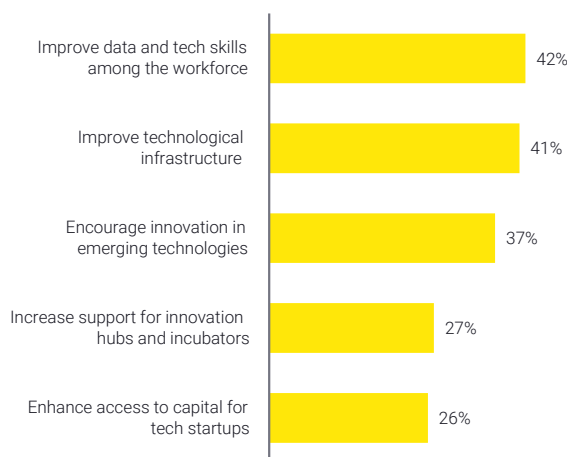 Improve data and tech skills
among the workforce
42%
Improve technological
infrastructure
41%
Encourage innovation in
emerging technologies
37%
Increase support for innovation
hubs and incubators
27%
Enhance access to capital for
tech startups
26%